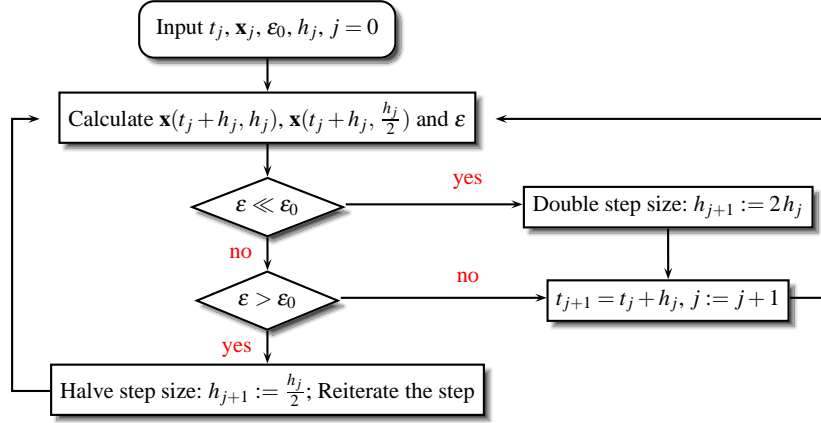 Input t_j, x_j, ε_0, h_j, j = 0
Calculate x(t_j + h_j, h_j), x(t_j + h_j, h_j/2) and ε
yes
ε ≪ ε_0
Double step size: h_{j+1} := 2h_j
no
no
ε > ε_0
t_{j+1} = t_j + h_j, j := j + 1
yes
Halve step size: h_{j+1} := h_j/2; Reiterate the step